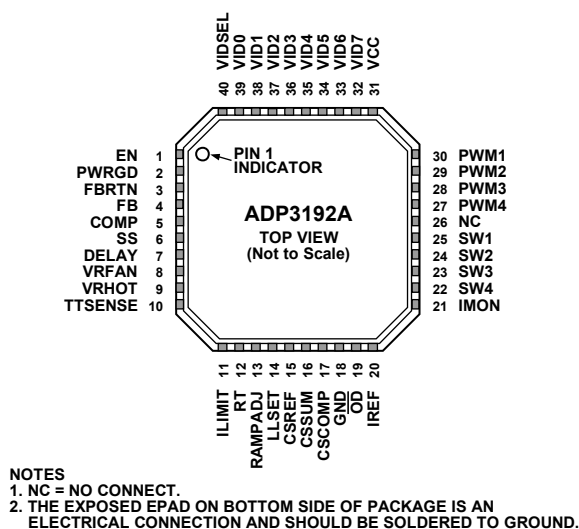 VIDSEL
VID0
VID1
VID2
VID3
VID4
VID5
VID6
VID7
VCC
40
39
38
37
36
35
34
33
32
31
EN 1
PWRGD 2
FBRTN 3
FB 4
COMP 5
SS 6
DELAY 7
VRFAN 8
VRHOT 9
TTSENSE 10
PIN 1
INDICATOR
ADP3192A
TOP VIEW
(Not to Scale)
30 PWM1
29 PWM2
28 PWM3
27 PWM4
26 NC
25 SW1
24 SW2
23 SW3
22 SW4
21 IMON
11
12
13
14
15
16
17
18
19
20
ILIMIT
RT
RAMPADJ
LLSET
CSREF
CSSUM
CSCOMP
GND
OD
IREF
NOTES
1. NC = NO CONNECT.
2. THE EXPOSED EPAD ON BOTTOM SIDE OF PACKAGE IS AN
ELECTRICAL CONNECTION AND SHOULD BE SOLDERED TO GROUND.